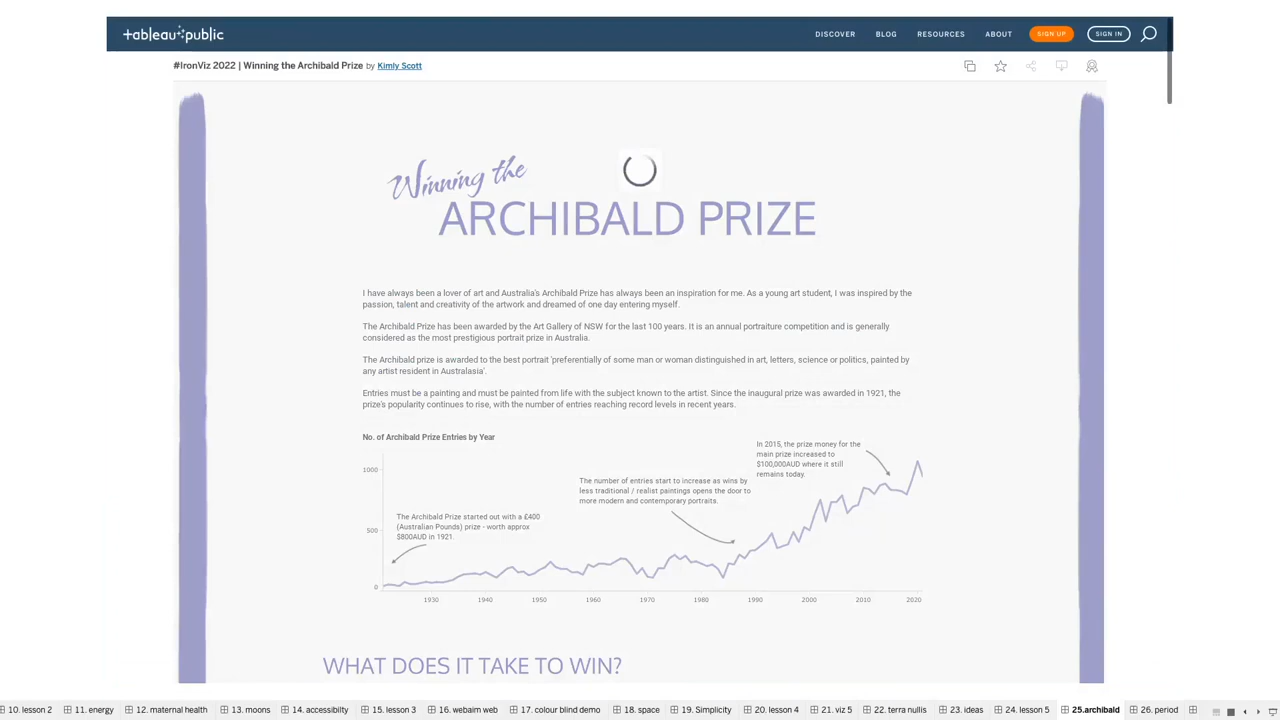 +ableau public
DISCOVER BLOG RESOURCES ABOUT SIGN UP SIGN IN
#IronViz 2022 | Winning the Archibald Prize by Kimly Scott
Winning the
ARCHIBALD PRIZE
I have always been a lover of art and Australia's Archibald Prize has always been an inspiration for me. As a young art student, I was inspired by the
passion, talent and creativity of the artwork and dreamed of one day entering myself.
The Archibald Prize has been awarded by the Art Gallery of NSW for the last 100 years. It is an annual portraiture competition and is generally
considered as the most prestigious portrait prize in Australia.
The Archibald prize is awarded to the best portrait 'preferentially of some man or woman distinguished in art, letters, science or politics, painted by
any artist resident in Australasia'.
Entries must be a painting and must be painted from life with the subject known to the artist. Since the inaugural prize was awarded in 1921, the
prize's popularity continues to rise, with the number of entries reaching record levels in recent years.
No. of Archibald Prize Entries by Year
In 2015, the prize money for the
main prize increased to
$100,000AUD where it still
remains today.
The number of entries start to increase as wins by
less traditional / realist paintings opens the door to
more modern and contemporary portraits.
The Archibald Prize started out with a £400
(Australian Pounds) prize - worth approx
$800AUD in 1921.
1000
500
0
1930 1940 1950 1960 1970 1980 1990 2000 2010 2020
WHAT DOES IT TAKE TO WIN?
10. lesson 2 11. energy 12. maternal health 13. moons 14. accessibilty 15. lesson 3 16. webaim web 17. colour blind demo 18. space 19. Simplicity 20. lesson 4 21. viz 5 22. terra nullis 23. ideas 24. lesson 5 25.archibald 26. period